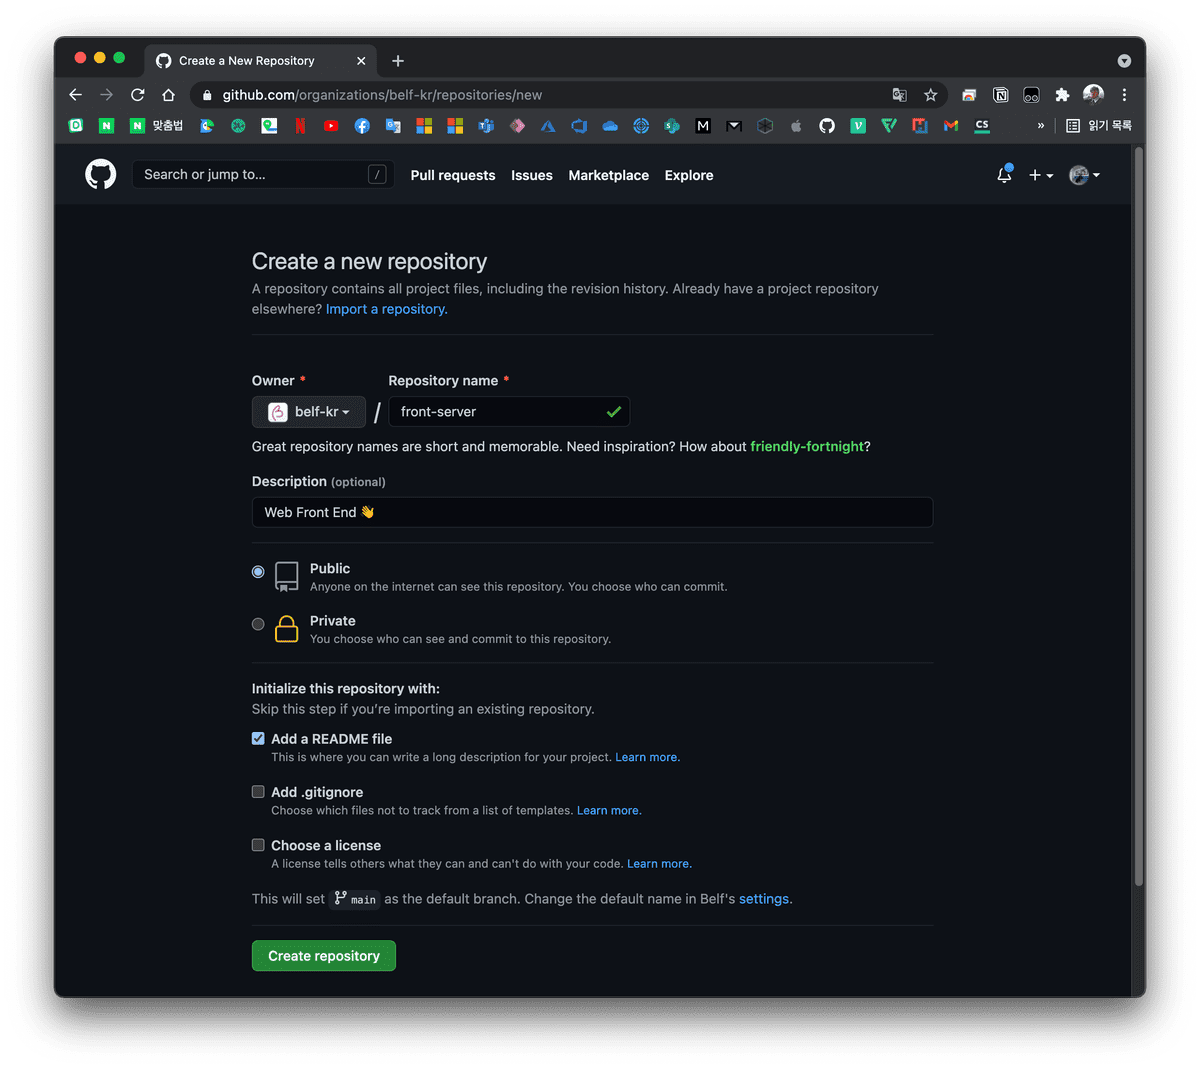 Create a New Repository
github.com/organizations/belf-kr/repositories/new
맞춤법
읽기 목록
Search or jump to...
/
Pull requests
Issues
Marketplace
Explore
Create a new repository
A repository contains all project files, including the revision history. Already have a project repository
elsewhere? Import a repository.
Owner *
Repository name *
belf-kr
/
front-server
Great repository names are short and memorable. Need inspiration? How about friendly-fortnight?
Description (optional)
Web Front End 👋
Public
Anyone on the internet can see this repository. You choose who can commit.
Private
You choose who can see and commit to this repository.
Initialize this repository with:
Skip this step if you're importing an existing repository.
Add a README file
This is where you can write a long description for your project. Learn more.
Add .gitignore
Choose which files not to track from a list of templates. Learn more.
Choose a license
A license tells others what they can and can't do with your code. Learn more.
This will set main as the default branch. Change the default name in Belf's settings.
Create repository